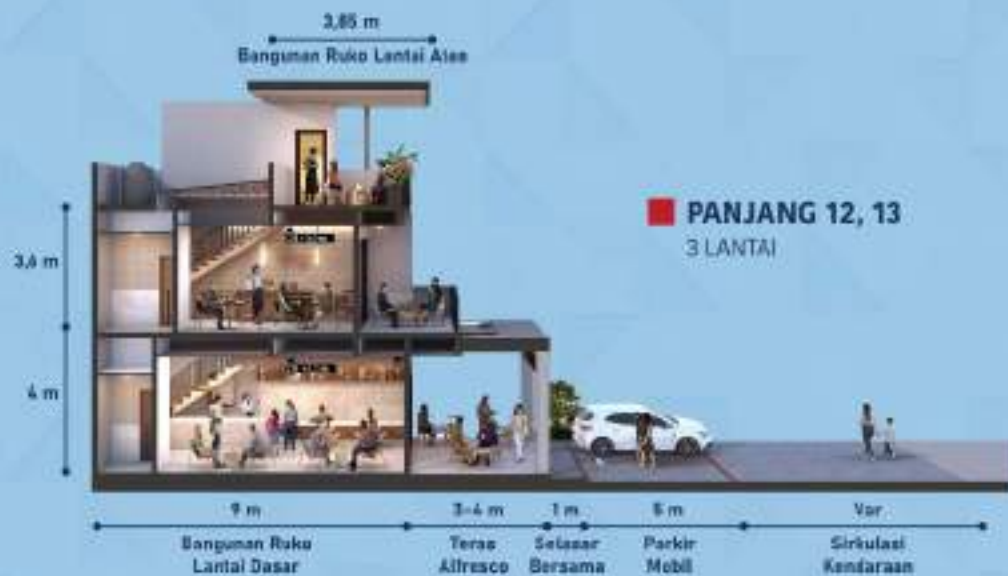 3,85 m
Bangunan Ruko Lantai Atas
PANJANG 12, 13
3 LANTAI
3,6 m
4 m
9 m
3-4 m
1 m
5 m
Var
Bangunan Ruko
Lantai Dasar
Teras
Alfresco
Selasar
Bersama
Parkir
Mobil
Sirkulasi
Kendaraan